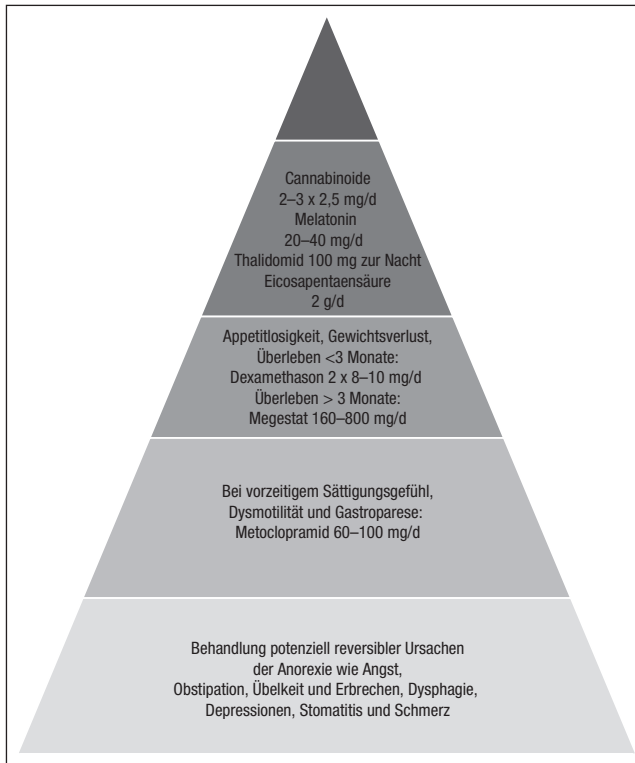 Cannabinoide
2–3 x 2,5 mg/d
Melatonin
20–40 mg/d
Thalidomid 100 mg zur Nacht
Eicosapentaensäure
2 g/d
Appetitlosigkeit, Gewichtsverlust,
Überleben <3 Monate:
Dexamethason 2 x 8–10 mg/d
Überleben > 3 Monate:
Megestat 160–800 mg/d
Bei vorzeitigem Sättigungsgefühl,
Dysmotilität und Gastroparese:
Metoclopramid 60–100 mg/d
Behandlung potenziell reversibler Ursachen
der Anorexie wie Angst,
Obstipation, Übelkeit und Erbrechen, Dysphagie,
Depressionen, Stomatitis und Schmerz